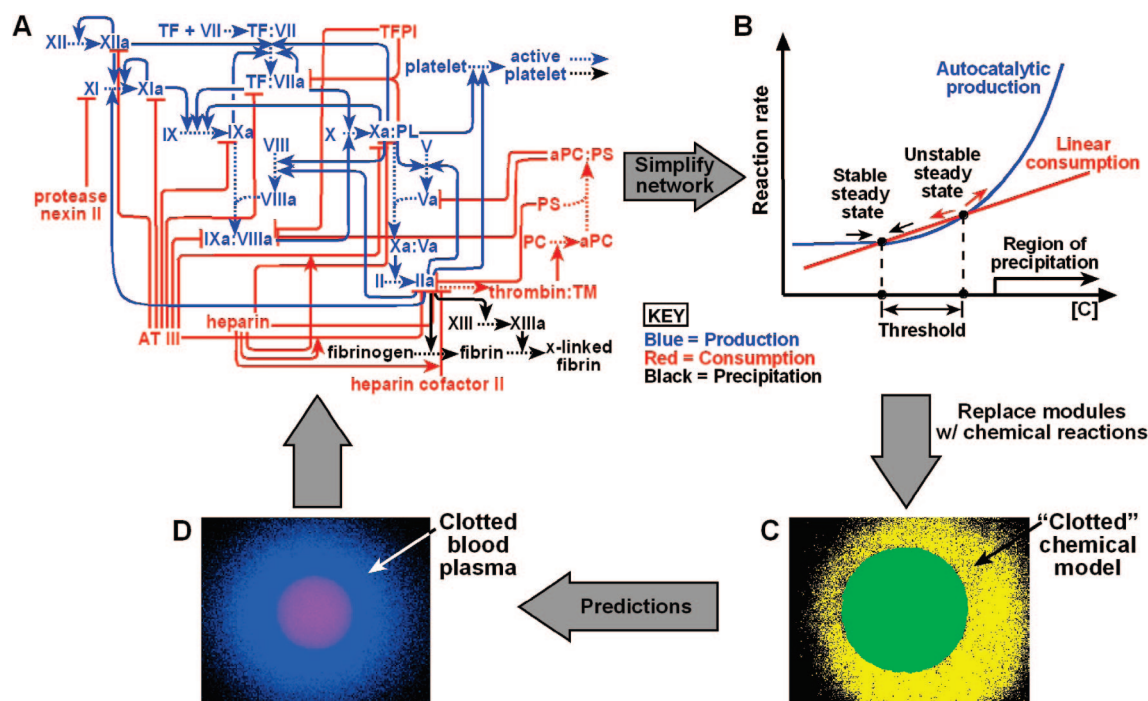 A
XII
XIIa
TF + VII
TF:VII
TFPI
platelet
active
platelet
XI
XIa
TF:VIIa
IX
IXa
X
Xa:PL
VIII
V
VIIIa
Va
aPC:PS
PS
protease
nexin II
IXa:VIIIa
Xa:Va
PC
aPC
II
IIa
thrombin:TM
XIII
XIIIa
heparin
AT III
fibrinogen
fibrin
x-linked
fibrin
heparin cofactor II
Simplify
network
B
Reaction rate
Autocatalytic
production
Linear
consumption
Unstable
steady
state
Stable
steady
state
Region of
precipitation
[C]
Threshold
KEY
Blue = Production
Red = Consumption
Black = Precipitation
Replace modules
w/ chemical reactions
D
Clotted
blood
plasma
Predictions
C
“Clotted”
chemical
model